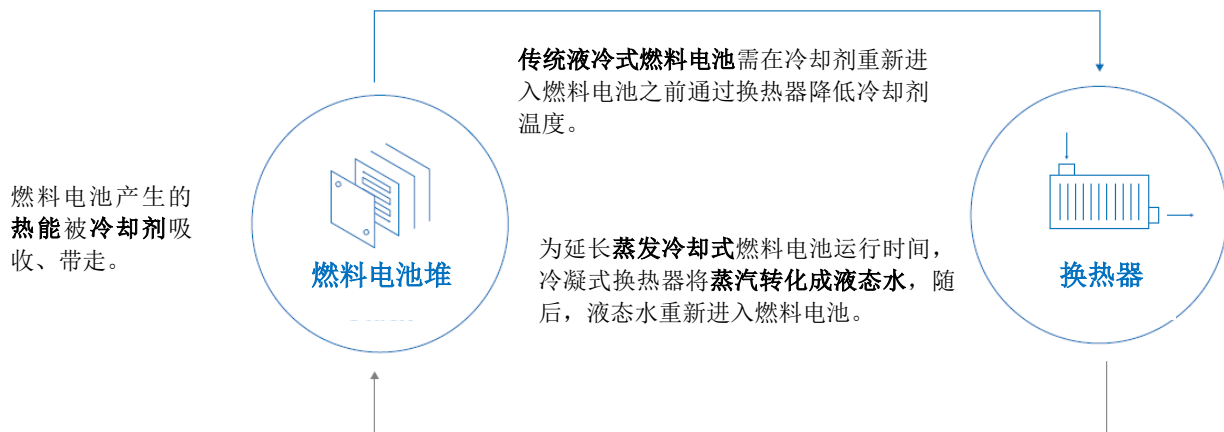 传统液冷式燃料电池需在冷却剂重新进
入燃料电池之前通过换热器降低冷却剂
温度。
燃料电池产生的
热能被冷却剂吸
收、带走。
燃料电池堆
为延长蒸发冷却式燃料电池运行时间，
冷凝式换热器将蒸汽转化成液态水，随
后，液态水重新进入燃料电池。
换热器